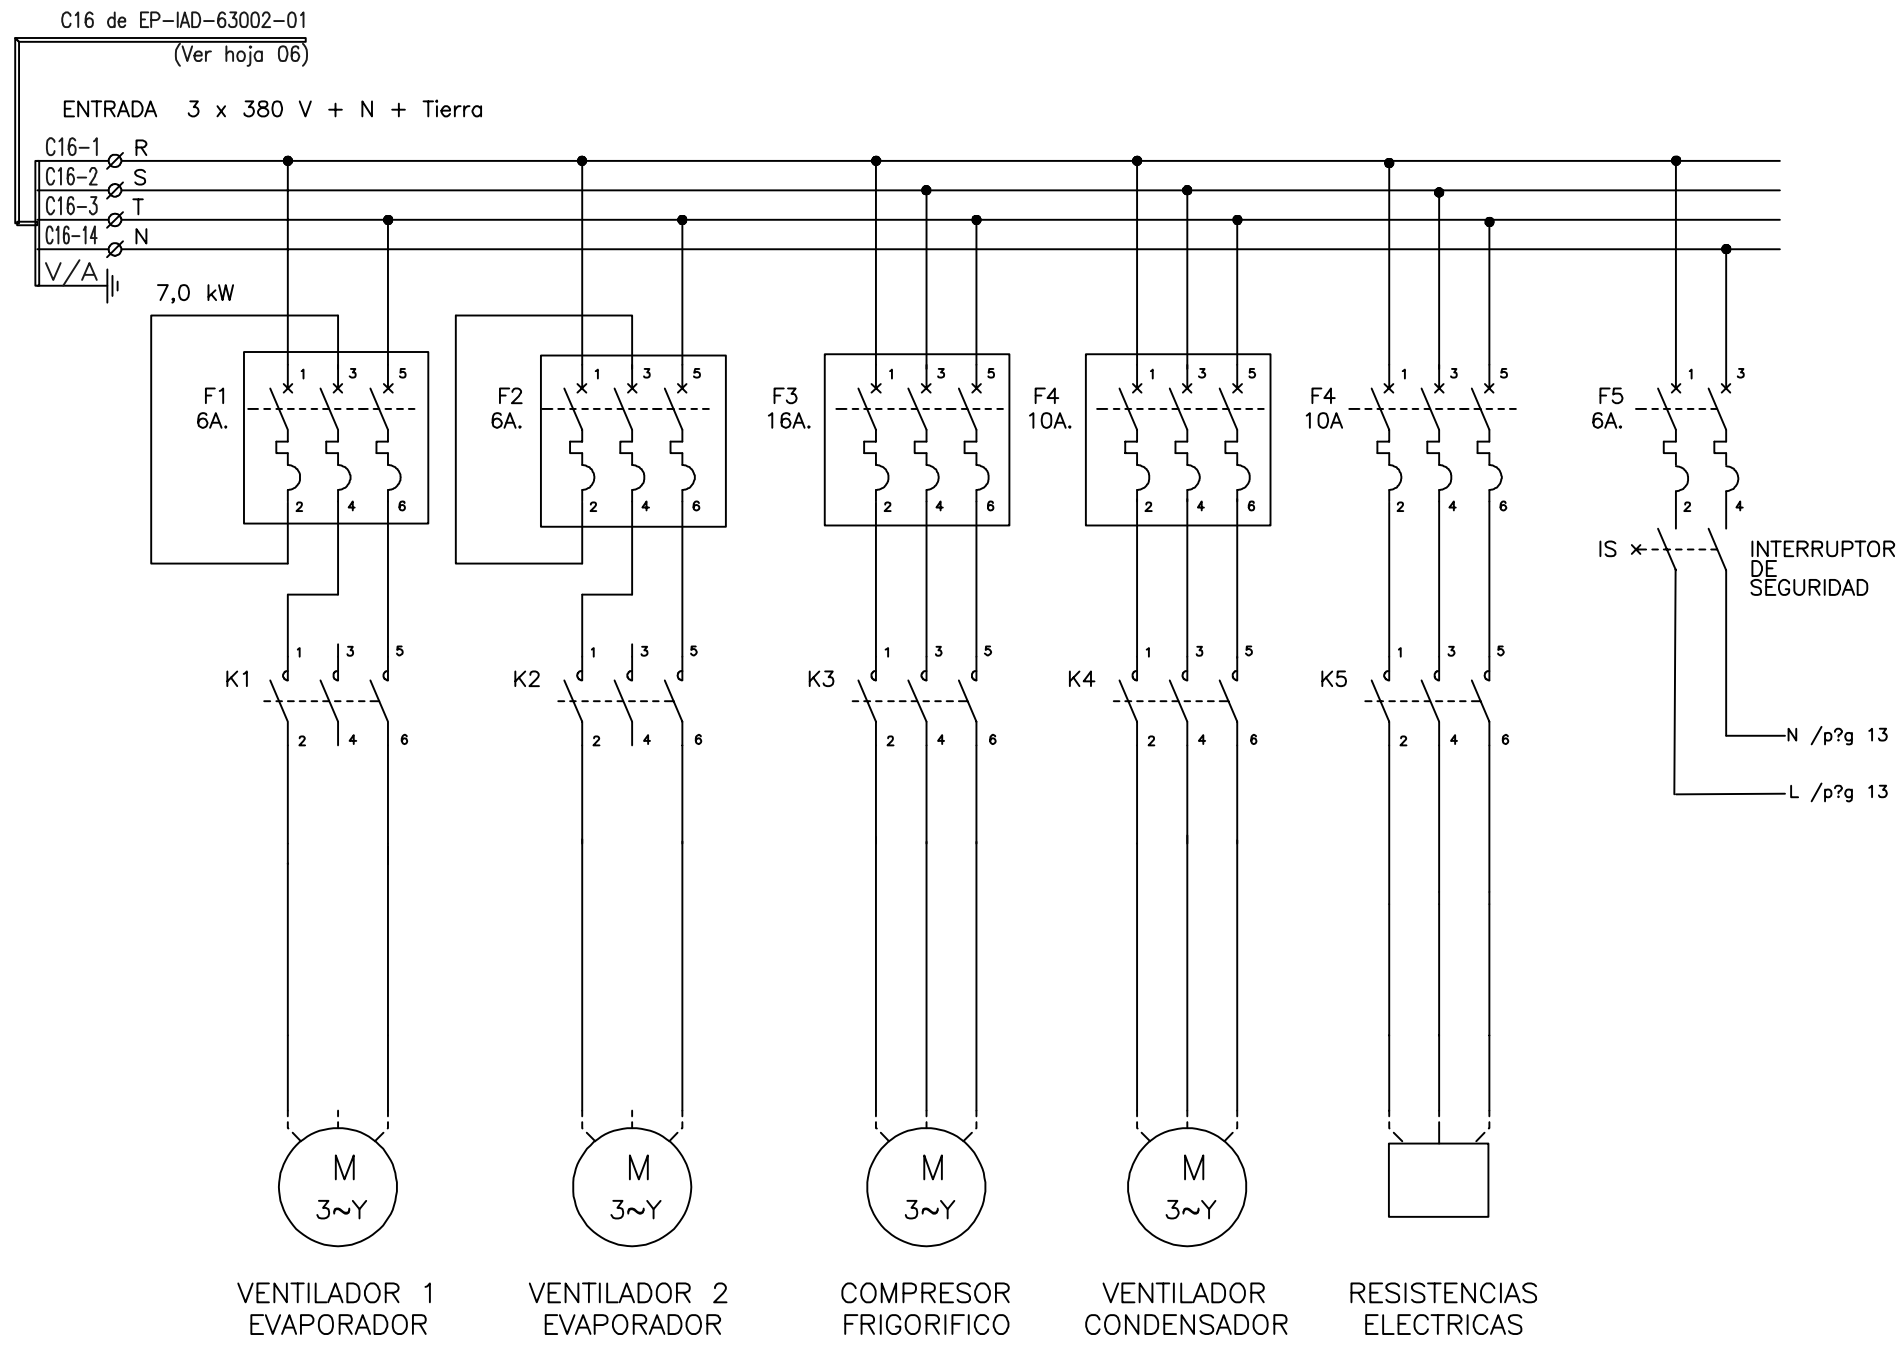 C16 de EP-IAD-63002-01
(Ver hoja 06)
ENTRADA 3 x 380 V + N + Tierra
C16-1 R
C16-2 S
C16-3 T
C16-14 N
V/A
7,0 kW
1 3 5
1 3 5
1 3 5
1 3 5
1 3 5
1 3
F1
6A.
F2
6A.
F3
16A.
F4
10A.
F4
10A
F5
6A.
2 4 6
2 4 6
2 4 6
2 4 6
2 4 6
2 4
IS
INTERRUPTOR
DE
SEGURIDAD
1 3 5
1 3 5
1 3 5
1 3 5
1 3 5
K1
K2
K3
K4
K5
2 4 6
2 4 6
2 4 6
2 4 6
2 4 6
N /p?g 13
L /p?g 13
M
3~Y
M
3~Y
M
3~Y
M
3~Y
VENTILADOR 1
EVAPORADOR
VENTILADOR 2
EVAPORADOR
COMPRESOR
FRIGORIFICO
VENTILADOR
CONDENSADOR
RESISTENCIAS
ELECTRICAS